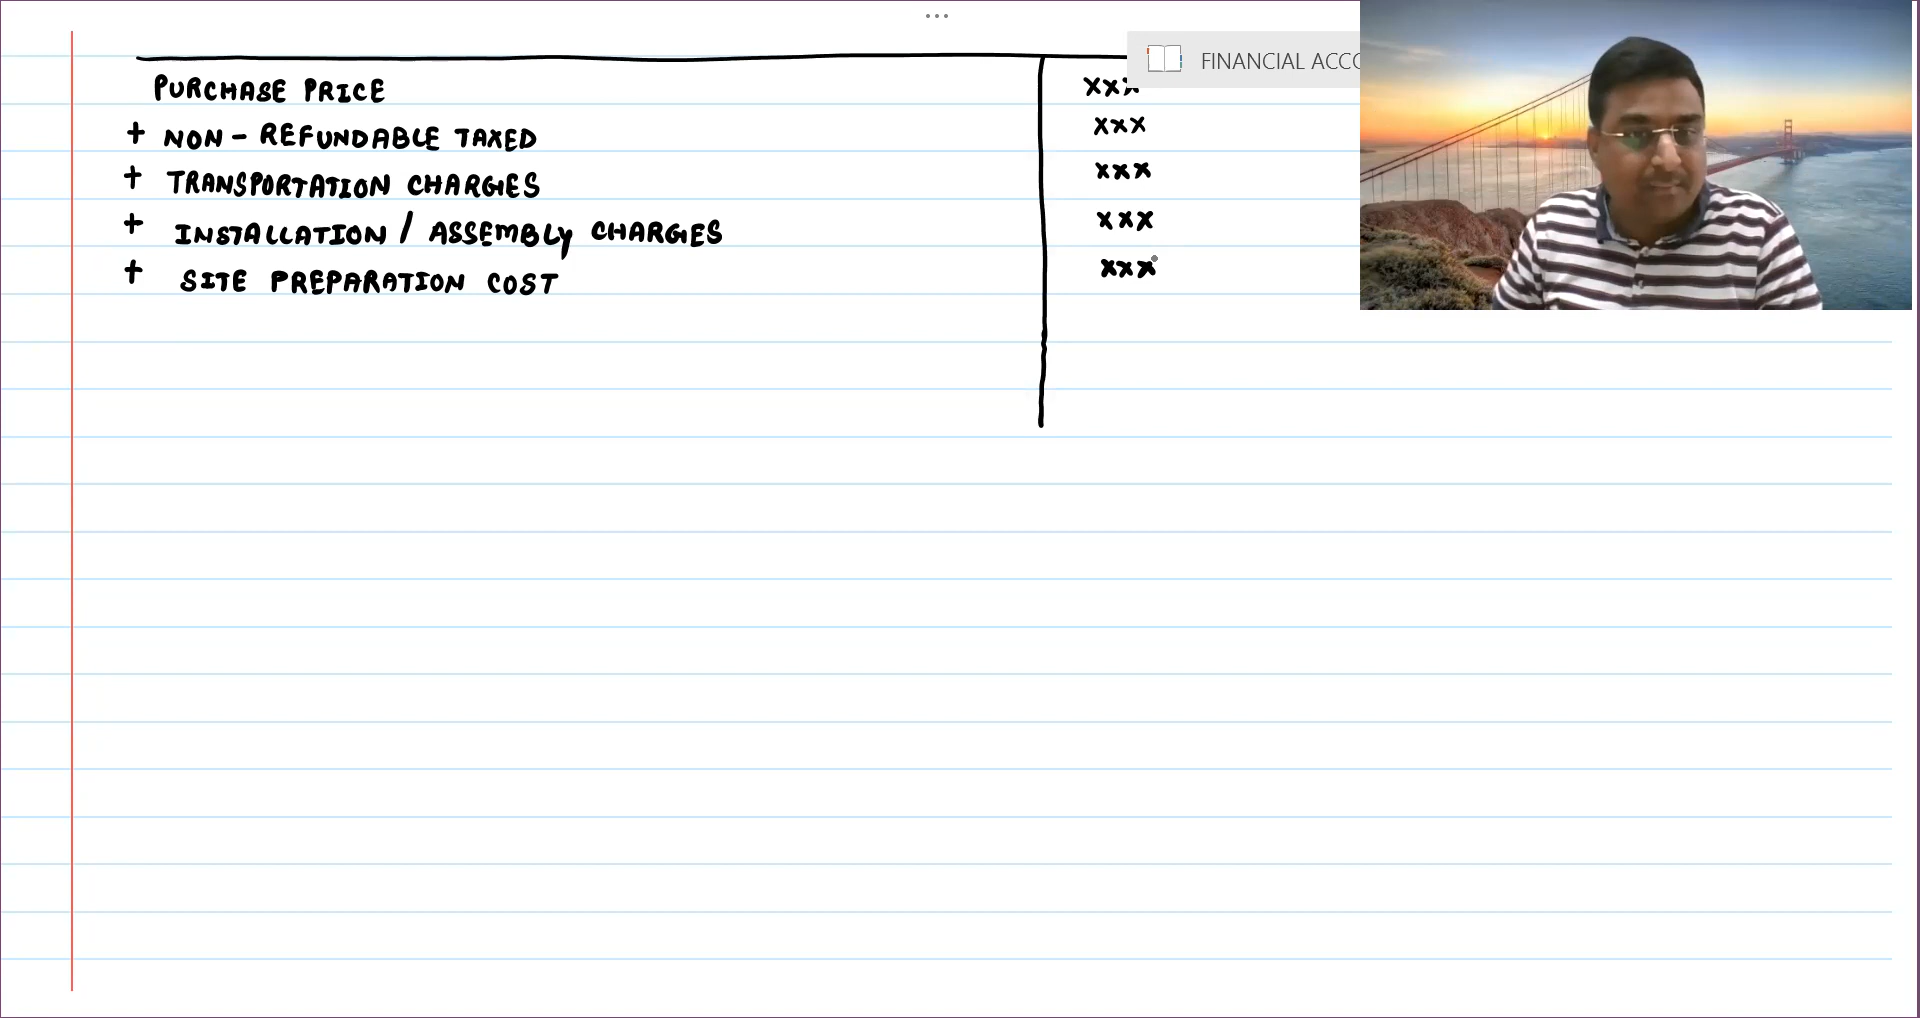 FINANCIAL ACCO
PURCHASE PRICE xxx
+ NON-REFUNDABLE TAXED xxx
+ TRANSPORTATION CHARGES xxx
+ INSTALLATION / ASSEMBLY CHARGES xxx
+ SITE PREPARATION COST xxx